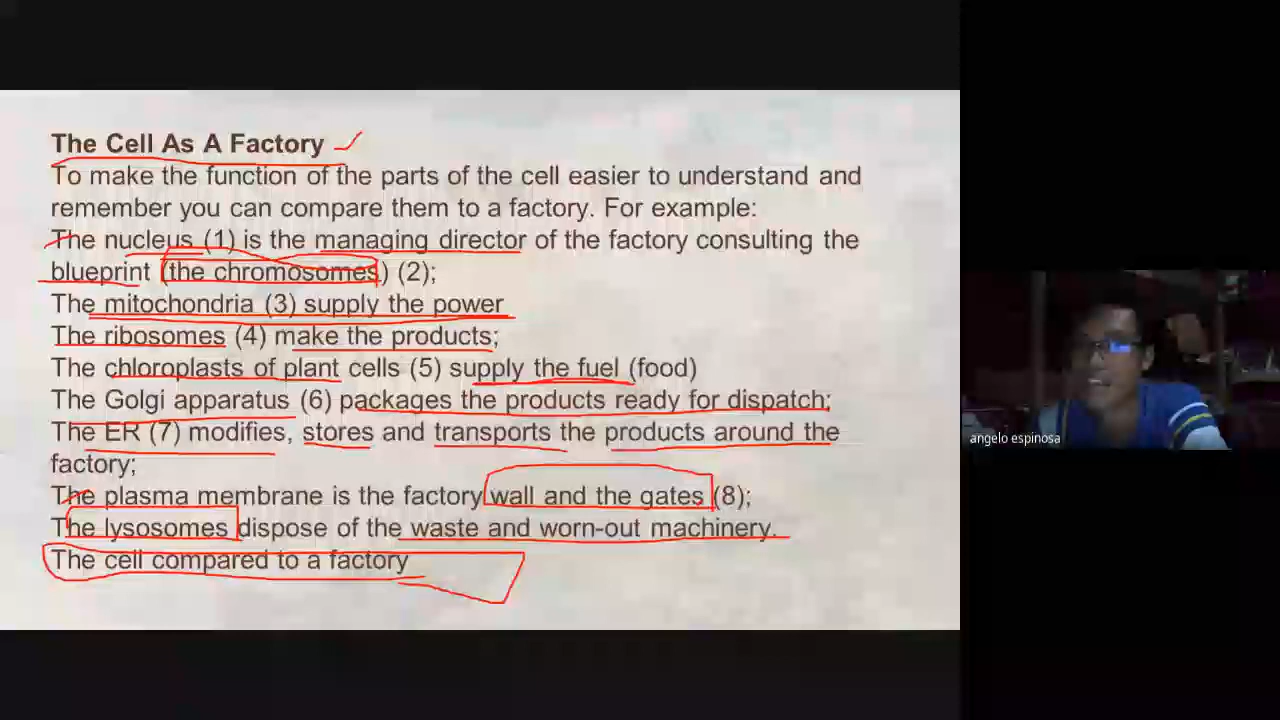 The Cell As A Factory
To make the function of the parts of the cell easier to understand and
remember you can compare them to a factory. For example:
The nucleus (1) is the managing director of the factory consulting the
blueprint (the chromosomes) (2);
The mitochondria (3) supply the power
The ribosomes (4) make the products;
The chloroplasts of plant cells (5) supply the fuel (food)
The Golgi apparatus (6) packages the products ready for dispatch;
The ER (7) modifies, stores and transports the products around the
factory;
The plasma membrane is the factory wall and the gates (8);
The lysosomes dispose of the waste and worn-out machinery.
The cell compared to a factory
angelo espinosa